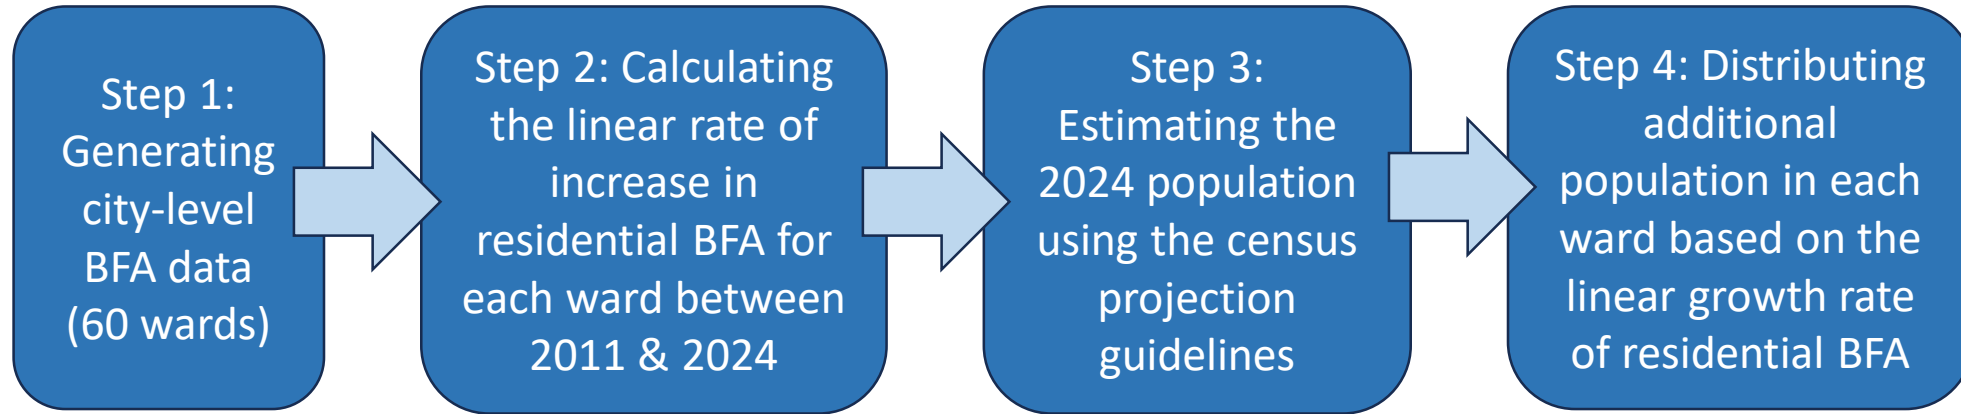 Step 1:
Generating
city-level
BFA data
(60 wards)
Step 2: Calculating
the linear rate of
increase in
residential BFA for
each ward between
2011 & 2024
Step 3:
Estimating the
2024 population
using the census
projection
guidelines
Step 4: Distributing
additional
population in each
ward based on the
linear growth rate
of residential BFA